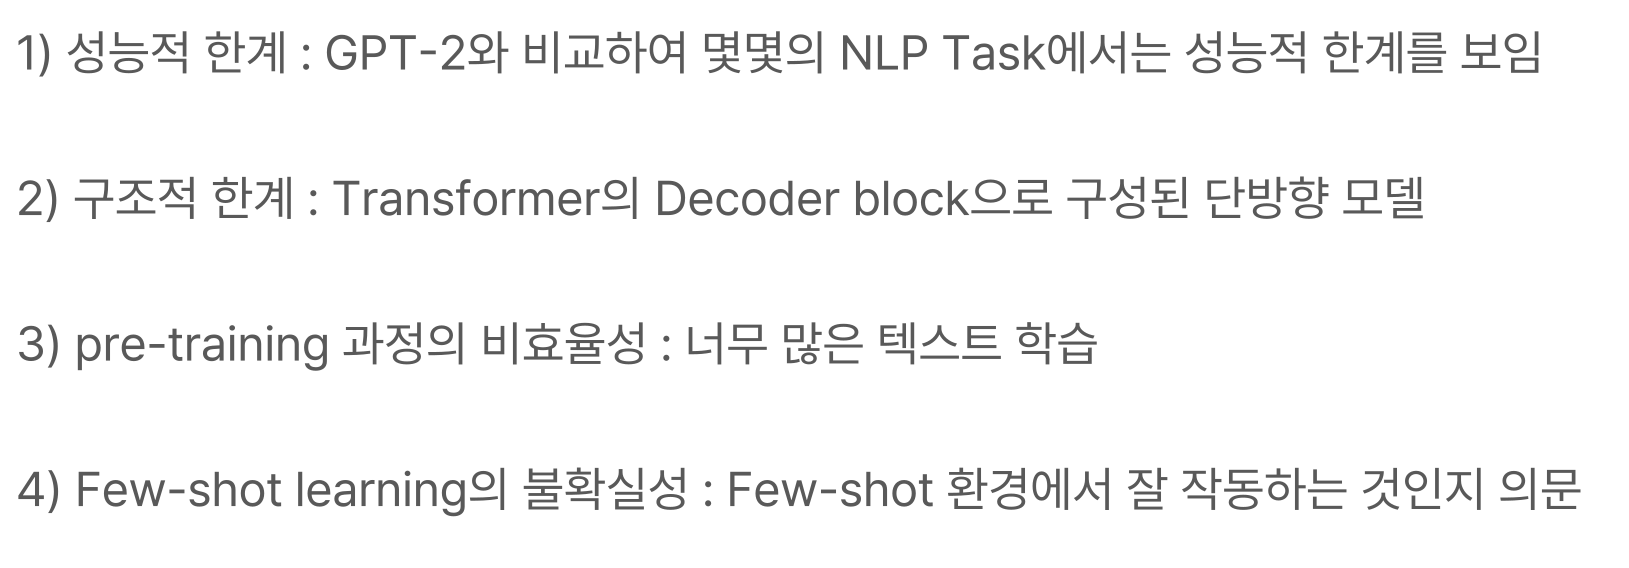 1) 성능적 한계 : GPT-2와 비교하여 몇몇의 NLP Task에서는 성능적 한계를 보임
2) 구조적 한계 : Transformer의 Decoder block으로 구성된 단방향 모델
3) pre-training 과정의 비효율성 : 너무 많은 텍스트 학습
4) Few-shot learning의 불확실성 : Few-shot 환경에서 잘 작동하는 것인지 의문